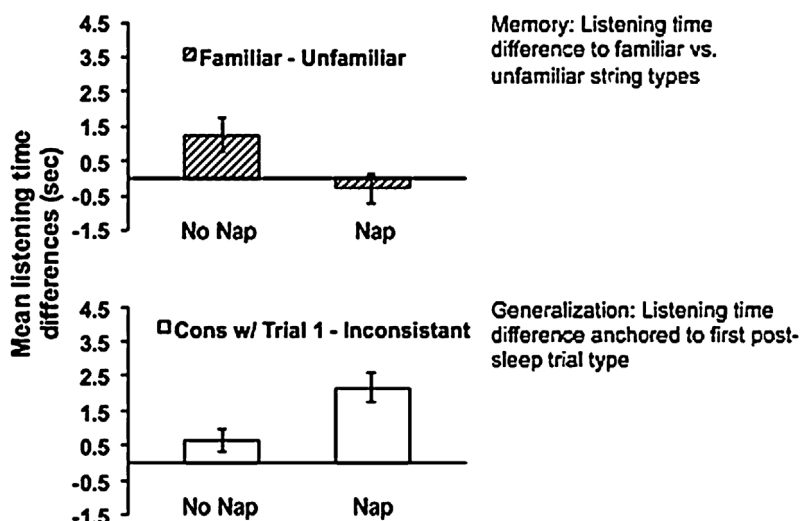 4.5
3.5
2.5
1.5
0.5
-0.5
-1.5
Familiar - Unfamiliar
No Nap Nap
Memory: Listening time
difference to familiar vs.
unfamiliar string types
Mean listening time
differences (sec)
4.5
3.5
2.5
1.5
0.5
-0.5
-1.5
Cons w/ Trial 1 - Inconsistant
No Nap Nap
Generalization: Listening time
difference anchored to first post-
sleep trial type